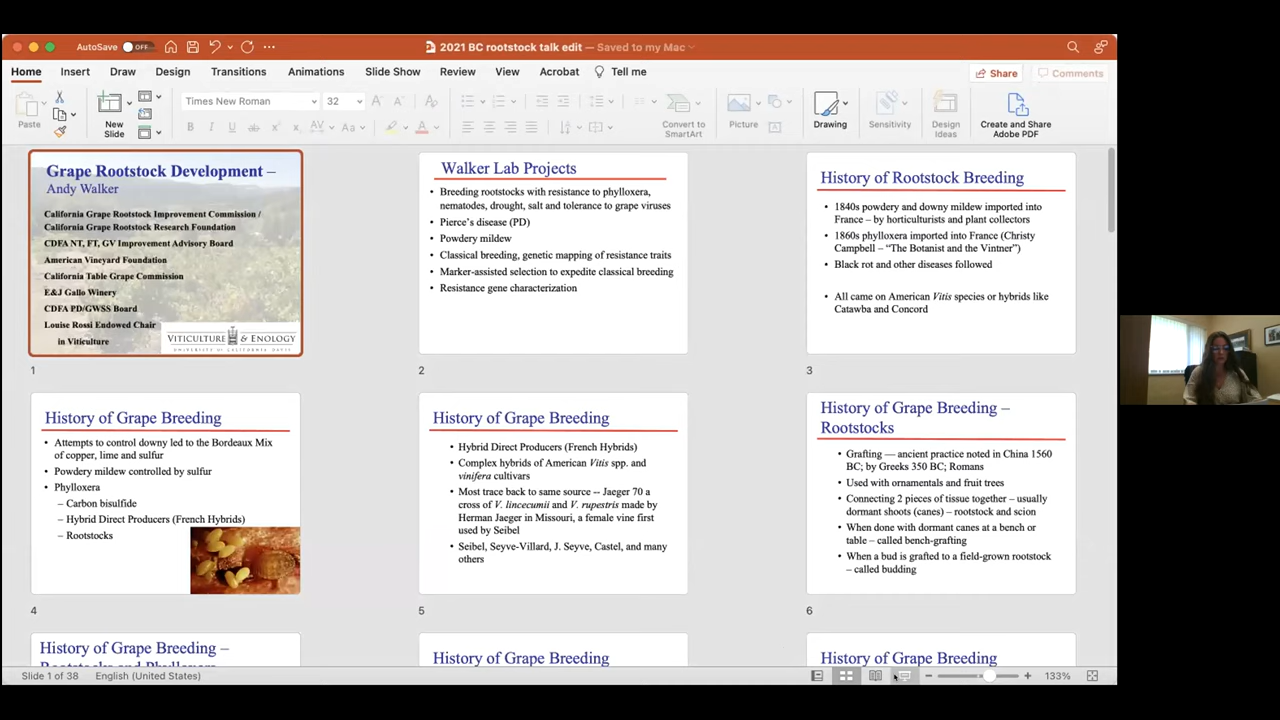 AutoSave OFF
2021 BC rootstock talk edit — Saved to my Mac
Home Insert Draw Design Transitions Animations Slide Show Review View Acrobat Tell me
Share Comments
Paste
New
Slide
Times New Roman 32
Convert to
SmartArt
Picture
Drawing
Sensitivity
Design
Ideas
Create and Share
Adobe PDF
Grape Rootstock Development –
Andy Walker
California Grape Rootstock Improvement Commission /
California Grape Rootstock Research Foundation
CDFA NT, FT, GV Improvement Advisory Board
American Vineyard Foundation
California Table Grape Commission
E&J Gallo Winery
CDFA PD/GWSS Board
Louise Rossi Endowed Chair
in Viticulture
VITICULTURE & ENOLOGY
UNIVERSITY OF CALIFORNIA DAVIS
1
Walker Lab Projects
• Breeding rootstocks with resistance to phylloxera,
nematodes, drought, salt and tolerance to grape viruses
• Pierce's disease (PD)
• Powdery mildew
• Classical breeding, genetic mapping of resistance traits
• Marker-assisted selection to expedite classical breeding
• Resistance gene characterization
2
History of Rootstock Breeding
• 1840s powdery and downy mildew imported into
France – by horticulturists and plant collectors
• 1860s phylloxera imported into France (Christy
Campbell – “The Botanist and the Vintner”)
• Black rot and other diseases followed
• All came on American Vitis species or hybrids like
Catawba and Concord
3
History of Grape Breeding
• Attempts to control downy led to the Bordeaux Mix
of copper, lime and sulfur
• Powdery mildew controlled by sulfur
• Phylloxera
– Carbon bisulfide
– Hybrid Direct Producers (French Hybrids)
– Rootstocks
4
History of Grape Breeding
• Hybrid Direct Producers (French Hybrids)
• Complex hybrids of American Vitis spp. and
vinifera cultivars
• Most trace back to same source -- Jaeger 70 a
cross of V. lincecumii and V. rupestris made by
Herman Jaeger in Missouri, a female vine first
used by Seibel
• Seibel, Seyve-Villard, J. Seyve, Castel, and many
others
5
History of Grape Breeding –
Rootstocks
• Grafting — ancient practice noted in China 1560
BC; by Greeks 350 BC; Romans
• Used with ornamentals and fruit trees
• Connecting 2 pieces of tissue together – usually
dormant shoots (canes) – rootstock and scion
• When done with dormant canes at a bench or
table – called bench-grafting
• When a bud is grafted to a field-grown rootstock
– called budding
6
History of Grape Breeding –
Rootstocks and Phylloxera
History of Grape Breeding
History of Grape Breeding
Slide 1 of 38 English (United States)
133%